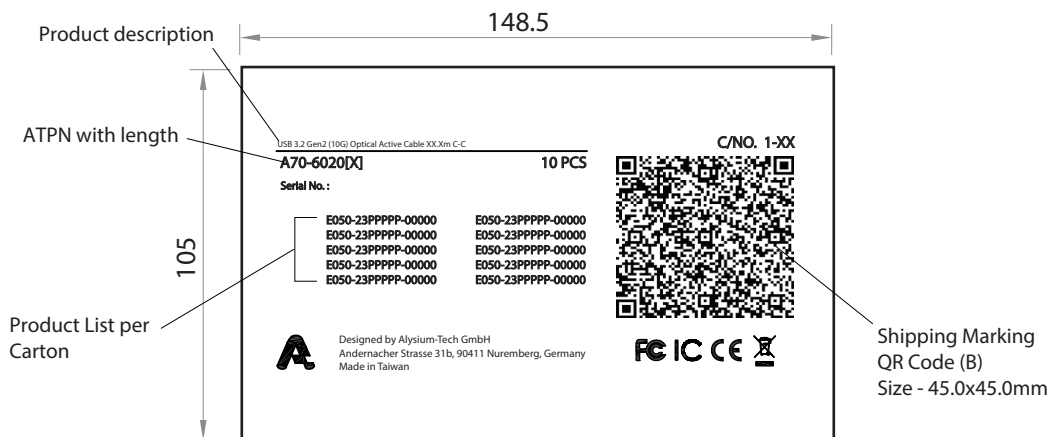 148.5
Product description
ATPN with length
USB 3.2 Gen2 (10G) Optical Active Cable XX.Xm C-C
C/NO. 1-XX
A70-6020[X] 10 PCS
Serial No. :
E050-23PPPPP-00000 E050-23PPPPP-00000
E050-23PPPPP-00000 E050-23PPPPP-00000
E050-23PPPPP-00000 E050-23PPPPP-00000
E050-23PPPPP-00000 E050-23PPPPP-00000
E050-23PPPPP-00000 E050-23PPPPP-00000
105
Product List per
Carton
Designed by Alysium-Tech GmbH
Andernacher Strasse 31b, 90411 Nuremberg, Germany
Made in Taiwan
FC IC CE
Shipping Marking
QR Code (B)
Size - 45.0x45.0mm